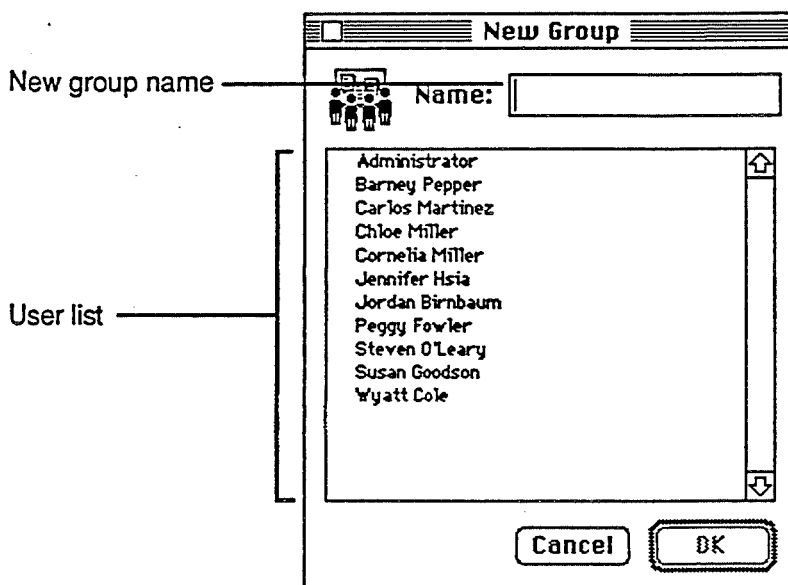 New Group
New group name
Name:
User list
Administrator
Barney Pepper
Carlos Martinez
Chloe Miller
Cornelia Miller
Jennifer Hsia
Jordan Birnbaum
Peggy Fowler
Steven O'Leary
Susan Goodson
Wyatt Cole
Cancel
OK